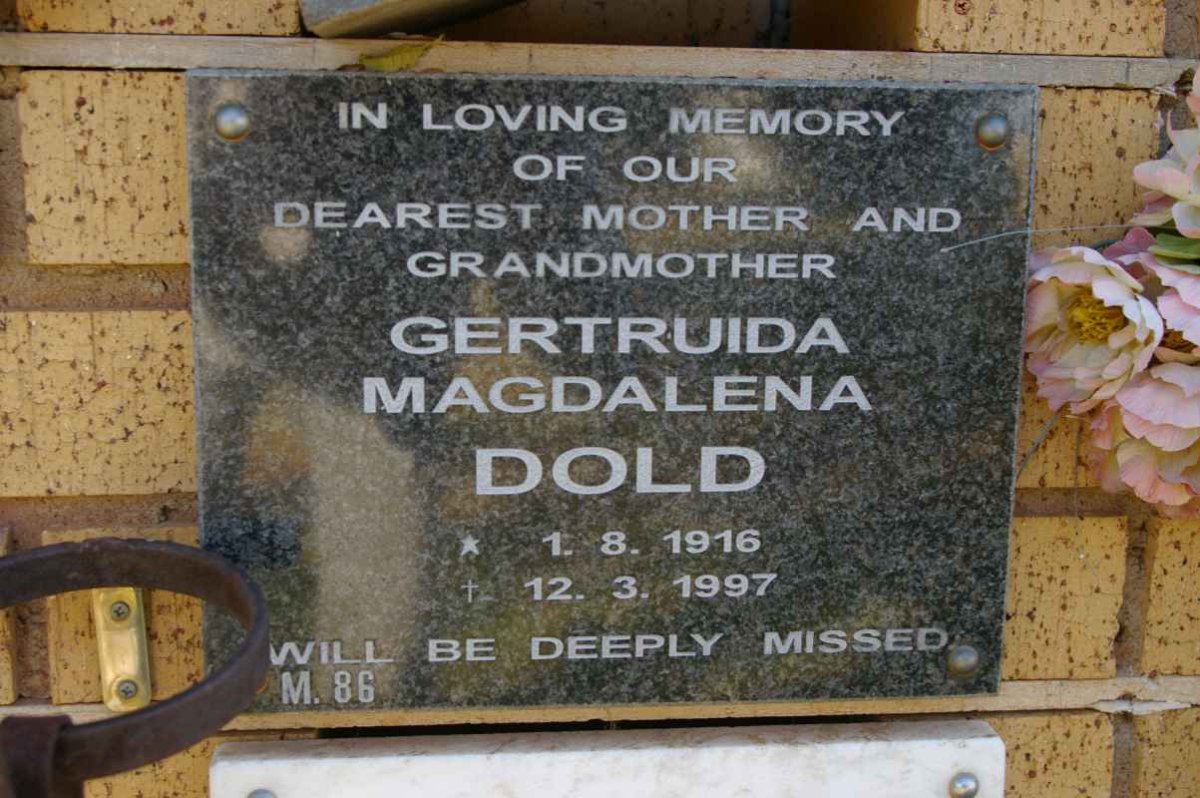 IN LOVING MEMORY
OF OUR
DEAREST MOTHER AND
GRANDMOTHER
GERTRUIDA
MAGDALENA
DOLD
★ 1. 8. 1916
† 12. 3. 1997
WILL BE DEEPLY MISSED
M. 86